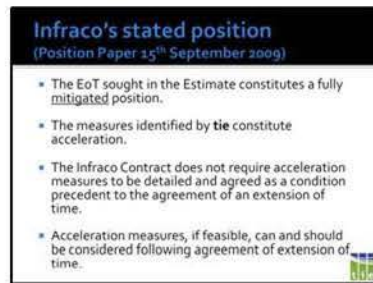 Infraco's stated position
(Position Paper 15th September 2009)
▪ The EoT sought in the Estimate constitutes a fully
mitigated position.
▪ The measures identified by tie constitute
acceleration.
▪ The Infraco Contract does not require acceleration
measures to be detailed and agreed as a condition
precedent to the agreement of an extension of
time.
▪ Acceleration measures, if feasible, can and should
be considered following agreement of extension of
time.
tie